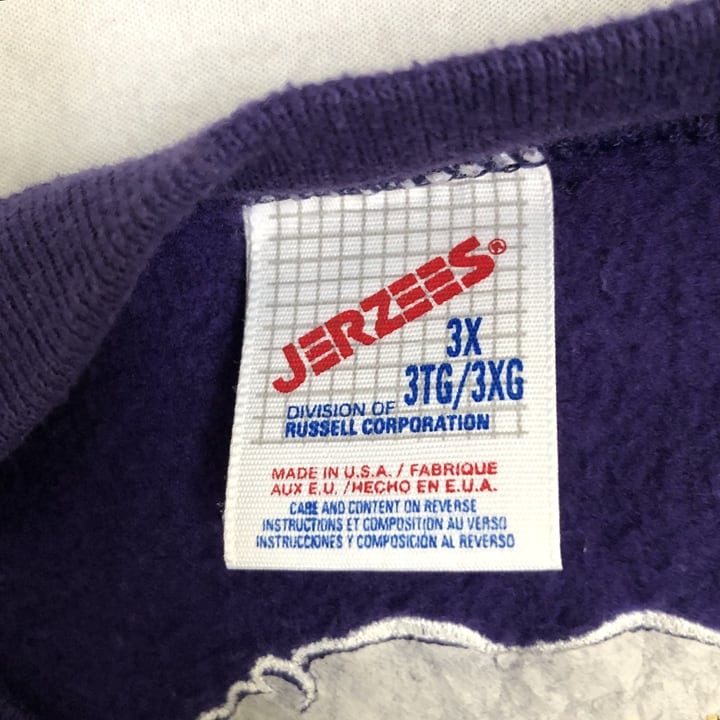 JERZEES®
3X
3TG/3XG
DIVISION OF
RUSSELL CORPORATION
MADE IN U.S.A. / FABRIQUE
AUX E.U. /HECHO EN E.U.A.
CARE AND CONTENT ON REVERSE
INSTRUCTIONS ET COMPOSITION AU VERSO
INSTRUCCIONES Y COMPOSICIÓN AL REVERSO